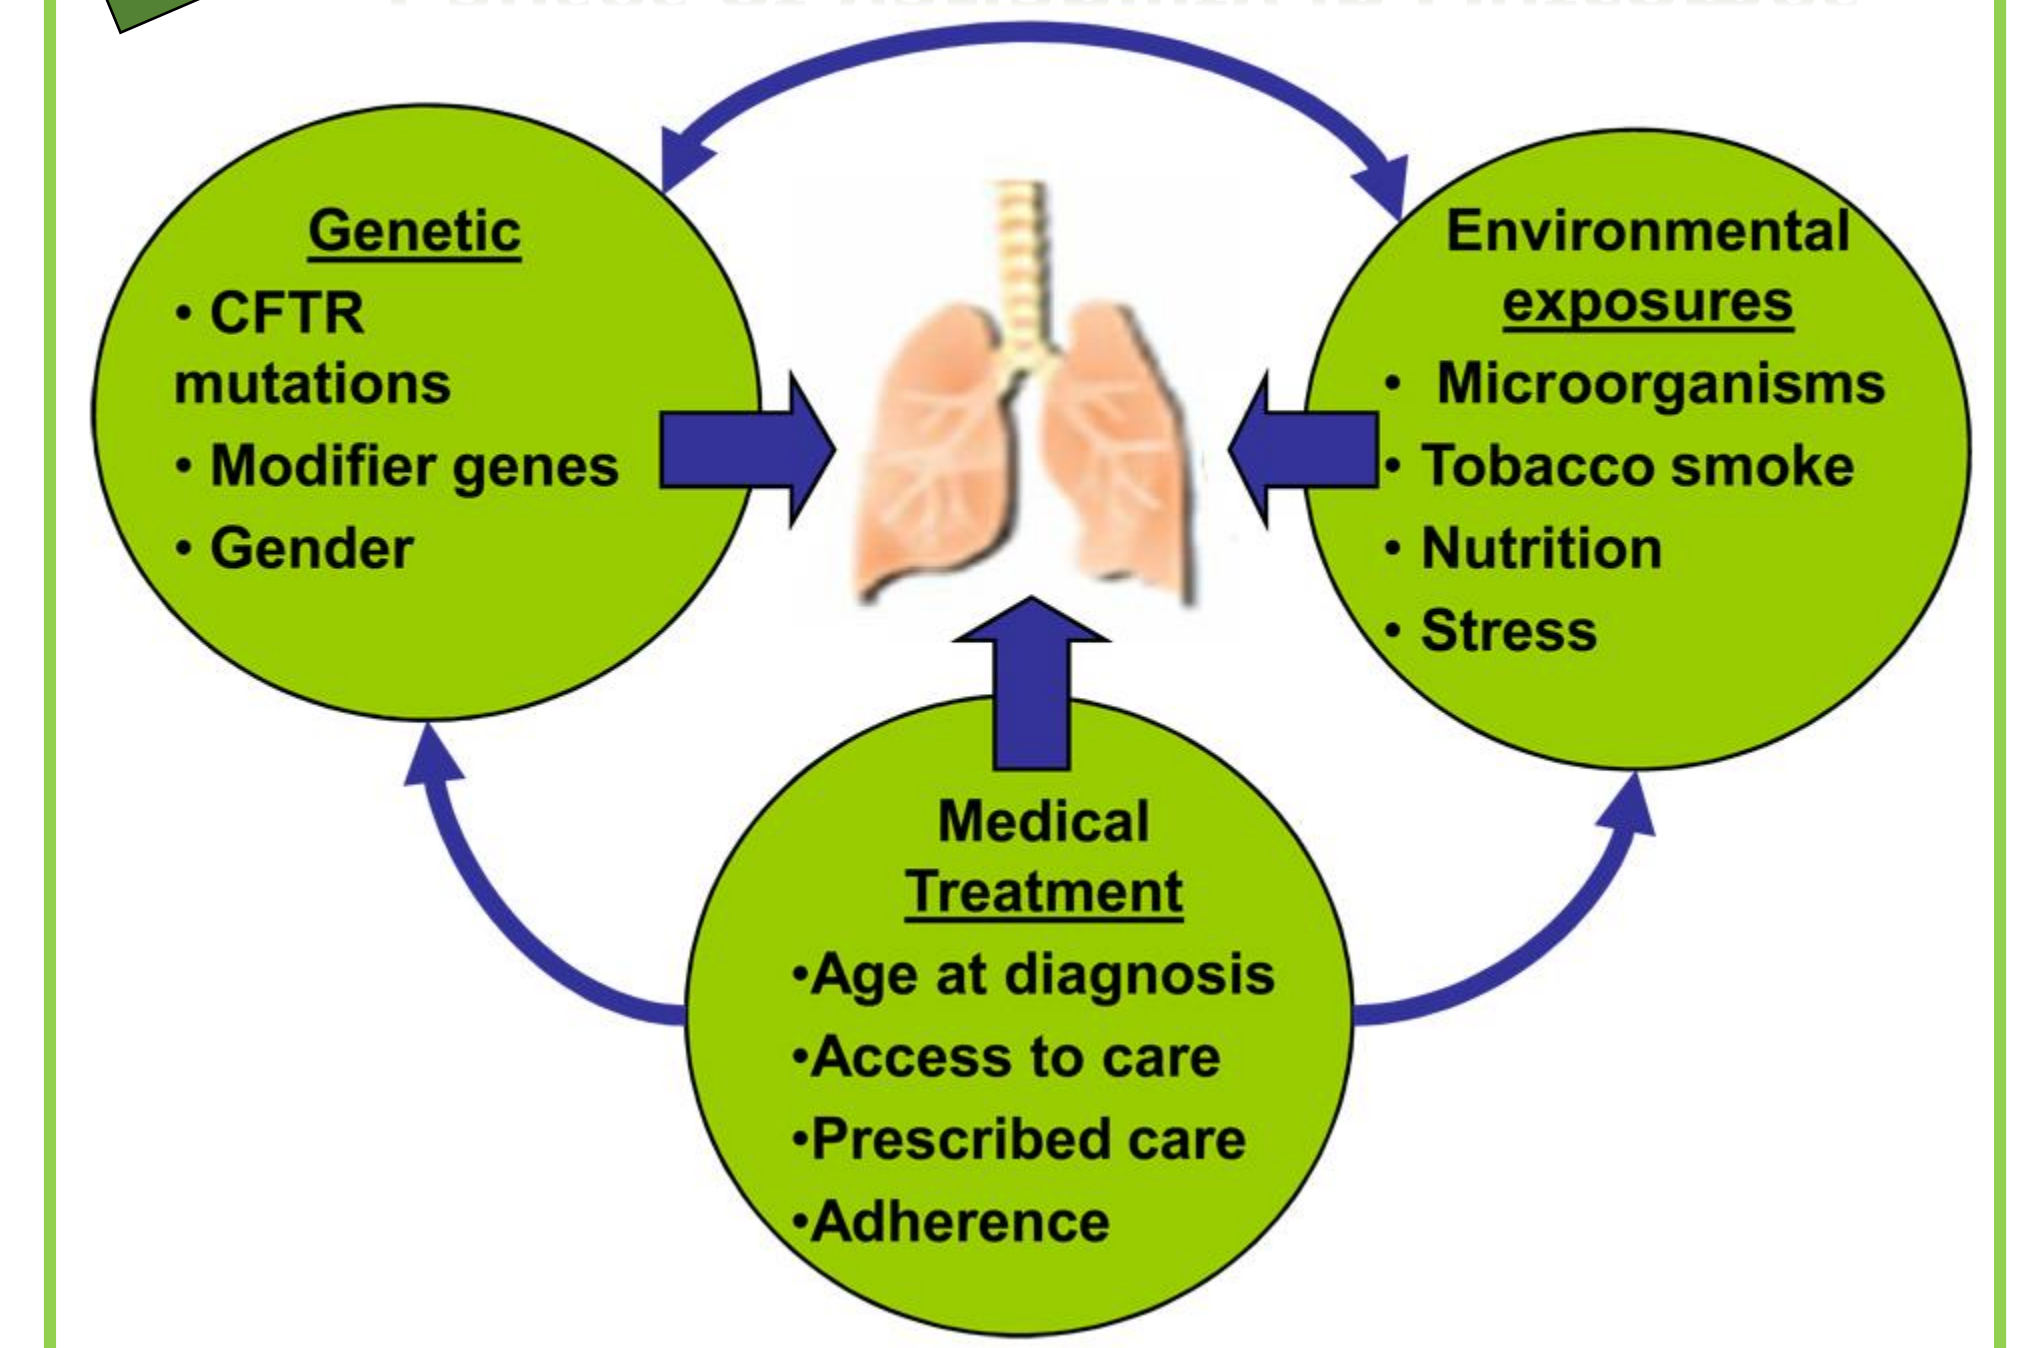 Genetic
• CFTR
mutations
• Modifier genes
• Gender
Environmental
exposures
• Microorganisms
• Tobacco smoke
• Nutrition
• Stress
Medical
Treatment
•Age at diagnosis
•Access to care
•Prescribed care
•Adherence